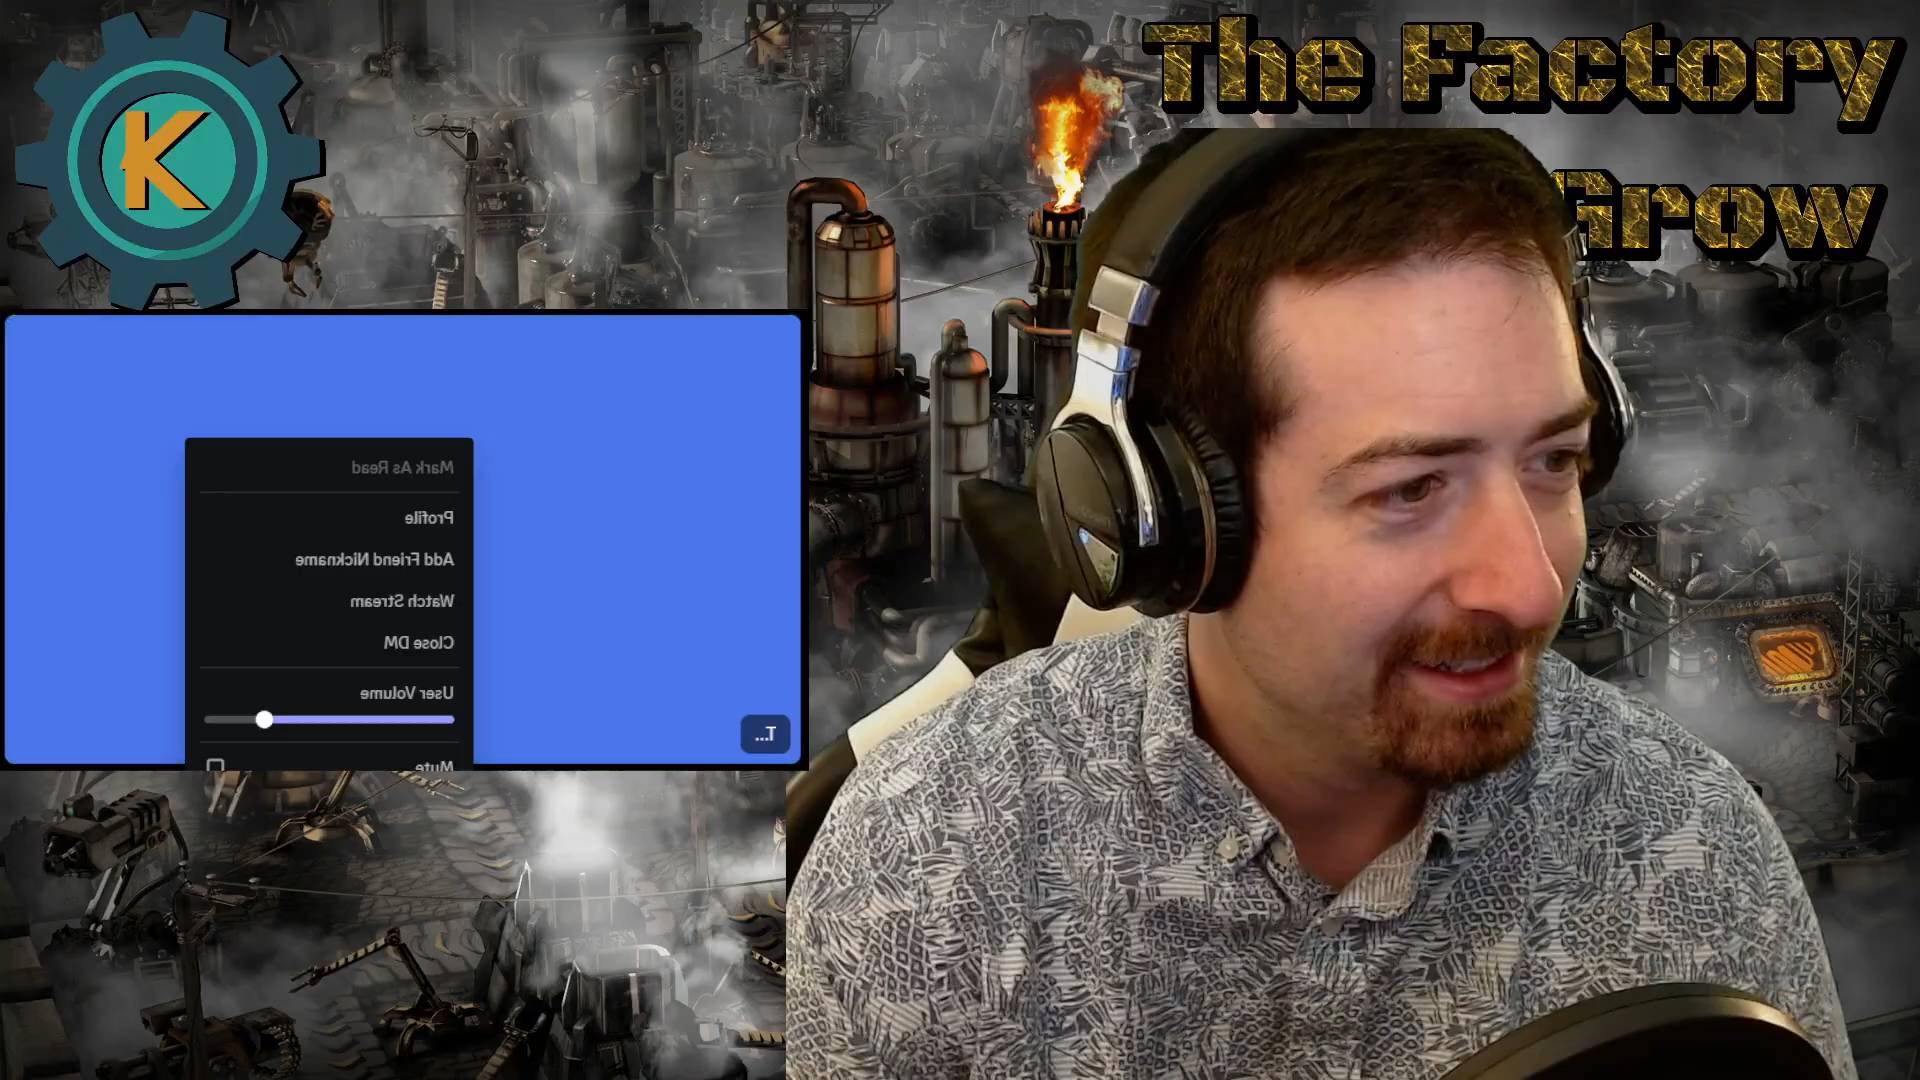 K
The Factory
Grow
Mark As Read
Profile
Add Friend Nickname
Watch Stream
Close DM
User Volume
Mute
T...